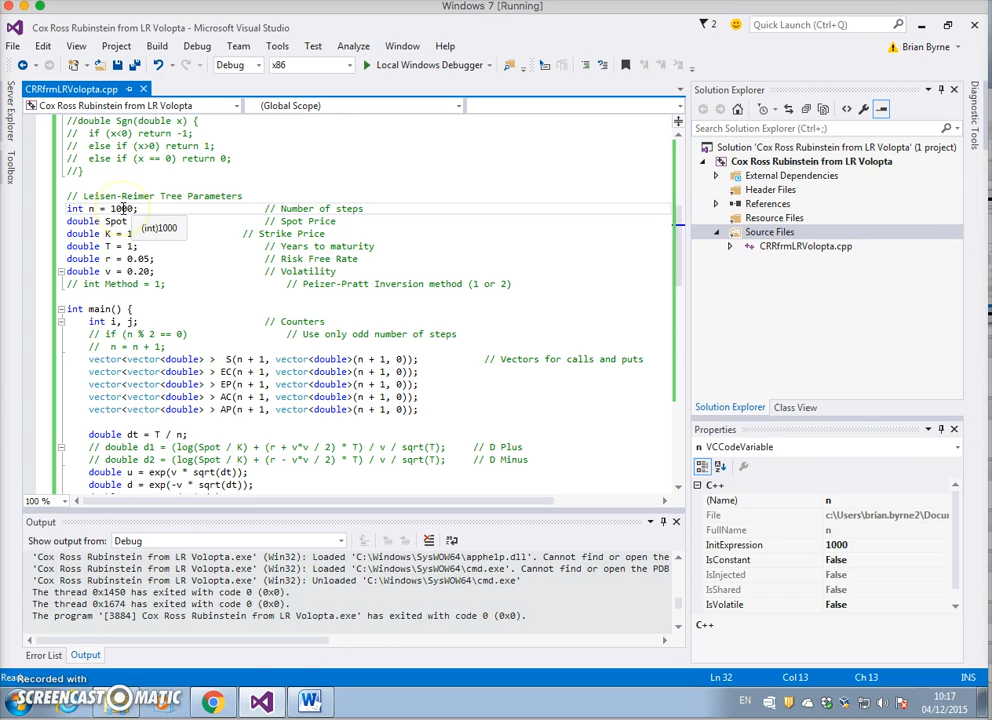 Windows 7 [Running]
Cox Ross Rubinstein from LR Volopta - Microsoft Visual Studio
2
Quick Launch (Ctrl+Q)
File Edit View Project Build Debug Team Tools Test Analyze Window Help
Brian Byrne
Debug x86 Local Windows Debugger
CRRfrmLRVolopta.cpp
Cox Ross Rubinstein from LR Volopta (Global Scope)
Server Explorer
Toolbox
//double Sgn(double x) {
// if (x<0) return -1;
// else if (x>0) return 1;
// else if (x == 0) return 0;
//}
// Leisen-Reimer Tree Parameters
int n = 1000; // Number of steps
double Spot // Spot Price
(int)1000
double K = 1 // Strike Price
double T = 1; // Years to maturity
double r = 0.05; // Risk Free Rate
double v = 0.20; // Volatility
// int Method = 1; // Peizer-Pratt Inversion method (1 or 2)
int main() {
int i, j; // Counters
// if (n % 2 == 0) // Use only odd number of steps
// n = n + 1;
vector<vector<double> > S(n + 1, vector<double>(n + 1, 0)); // Vectors for calls and puts
vector<vector<double> > EC(n + 1, vector<double>(n + 1, 0));
vector<vector<double> > EP(n + 1, vector<double>(n + 1, 0));
vector<vector<double> > AC(n + 1, vector<double>(n + 1, 0));
vector<vector<double> > AP(n + 1, vector<double>(n + 1, 0));
double dt = T / n;
// double d1 = (log(Spot / K) + (r + v*v / 2) * T) / v / sqrt(T); // D Plus
// double d2 = (log(Spot / K) + (r - v*v / 2) * T) / v / sqrt(T); // D Minus
double u = exp(v * sqrt(dt));
double d = exp(-v * sqrt(dt));
100 %
Output
Show output from: Debug
'Cox Ross Rubinstein from LR Volopta.exe' (Win32): Loaded 'C:\Windows\SysWOW64\apphelp.dll'. Cannot find or open the
'Cox Ross Rubinstein from LR Volopta.exe' (Win32): Loaded 'C:\Windows\SysWOW64\cmd.exe'. Cannot find or open the PDB
'Cox Ross Rubinstein from LR Volopta.exe' (Win32): Unloaded 'C:\Windows\SysWOW64\cmd.exe'
The thread 0x1450 has exited with code 0 (0x0).
The thread 0x1674 has exited with code 0 (0x0).
The program '[3884] Cox Ross Rubinstein from LR Volopta.exe' has exited with code 0 (0x0).
Error List Output
Solution Explorer
Search Solution Explorer (Ctrl+;)
Solution 'Cox Ross Rubinstein from LR Volopta' (1 project)
Cox Ross Rubinstein from LR Volopta
External Dependencies
Header Files
References
Resource Files
Source Files
CRRfrmLRVolopta.cpp
Solution Explorer Class View
Diagnostic Tools
Properties
n VCCodeVariable
C++
(Name) n
File c:\Users\brian.byrne2\Docu
FullName n
InitExpression 1000
IsConstant False
IsInjected False
IsShared False
IsVolatile False
C++
Ln 32 Col 13 Ch 13 INS
Recorded with
SCREENCAST MATIC
EN
10:17
04/12/2015